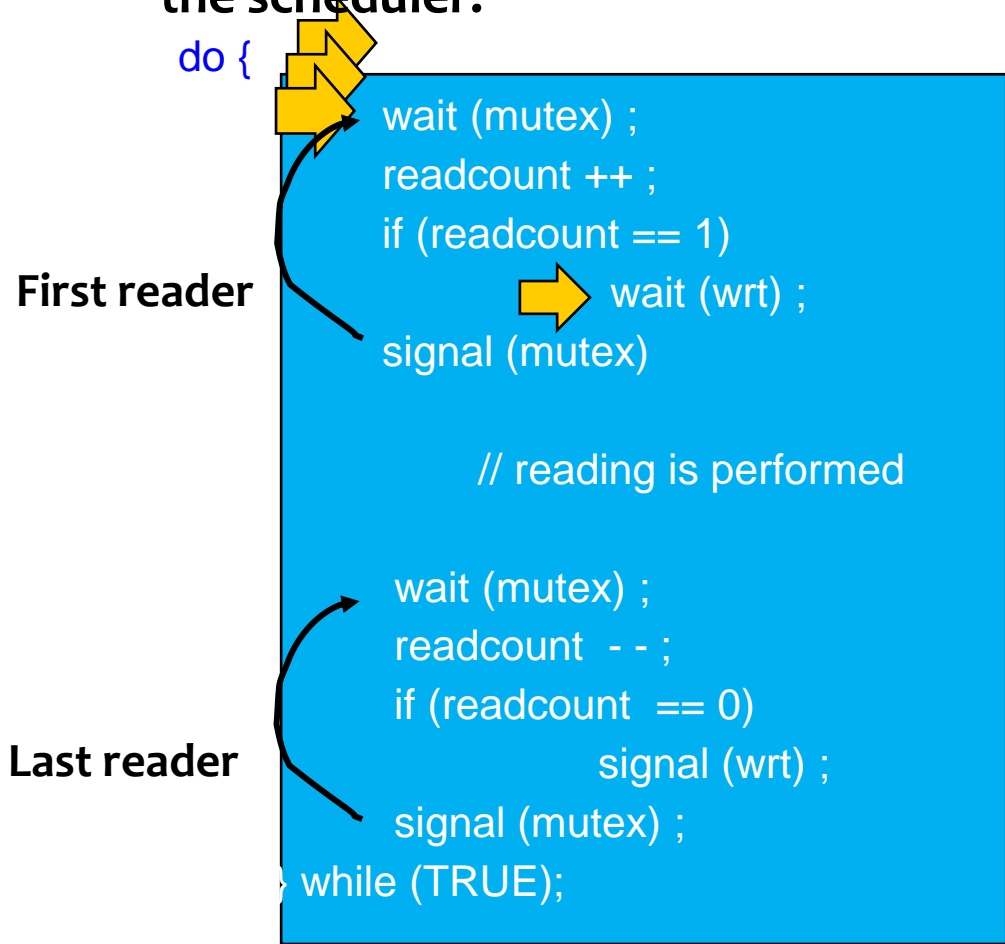 the scheduler.
do {
wait (mutex) ;
readcount ++ ;
if (readcount == 1)
First reader
wait (wrt) ;
signal (mutex)
// reading is performed
wait (mutex) ;
readcount - - ;
if (readcount == 0)
Last reader
signal (wrt) ;
signal (mutex) ;
} while (TRUE);